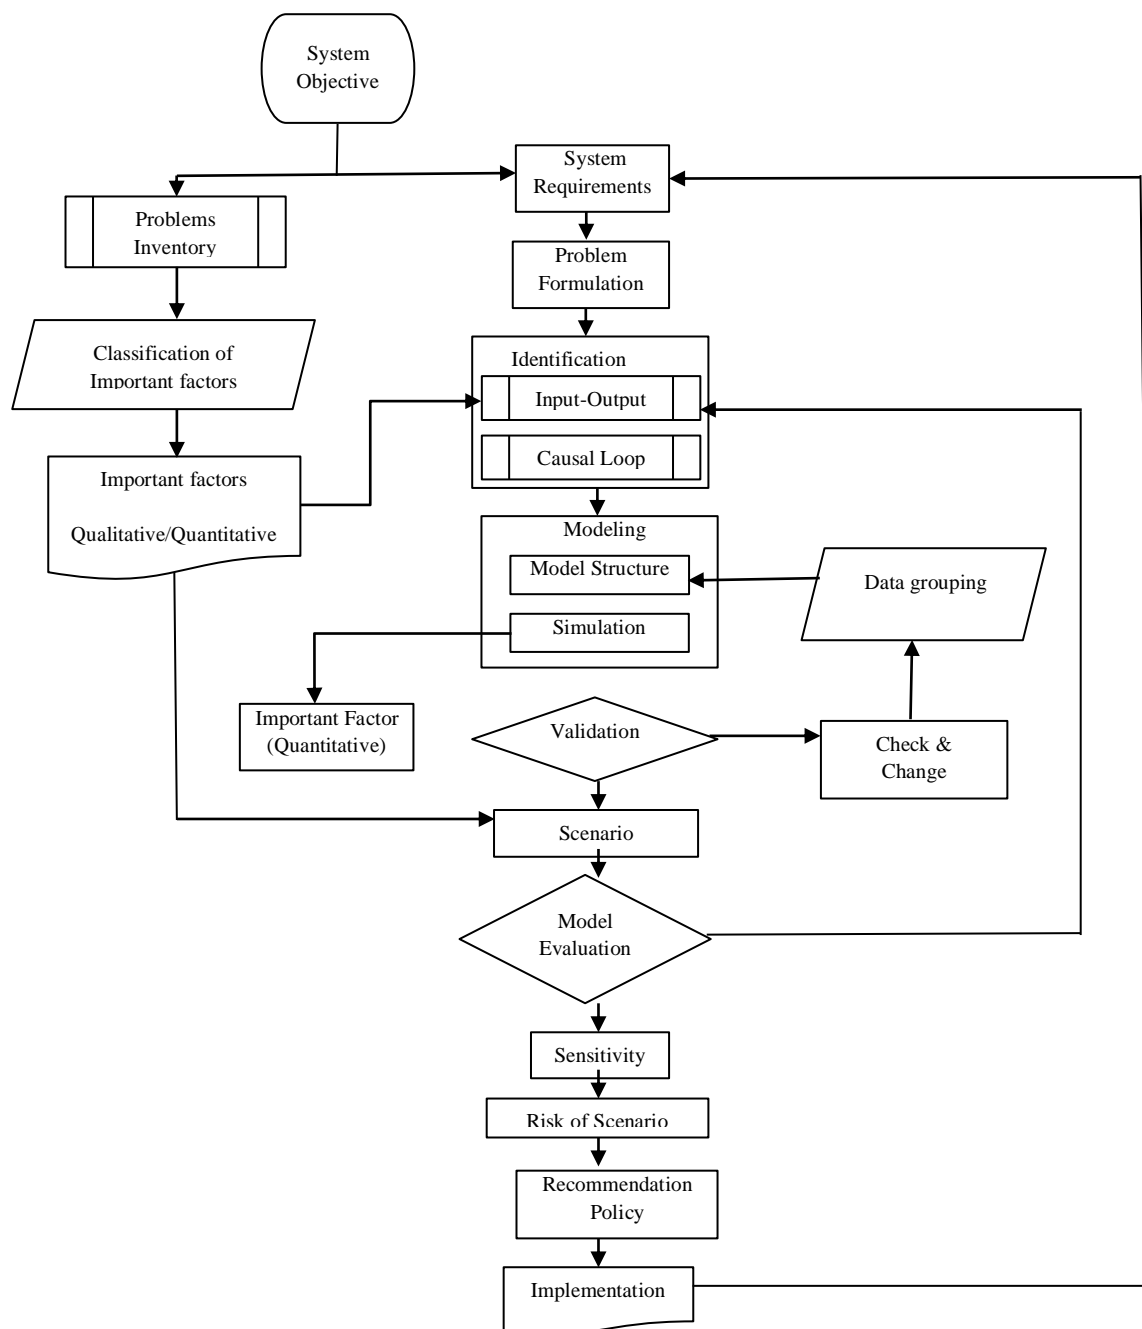 System
Objective
System
Requirements
Problems
Inventory
Problem
Formulation
Classification of
Important factors
Identification
Input-Output
Causal Loop
Important factors
Qualitative/Quantitative
Modeling
Model Structure
Simulation
Data grouping
Important Factor
(Quantitative)
Validation
Check &
Change
Scenario
Model
Evaluation
Sensitivity
Risk of Scenario
Recommendation
Policy
Implementation